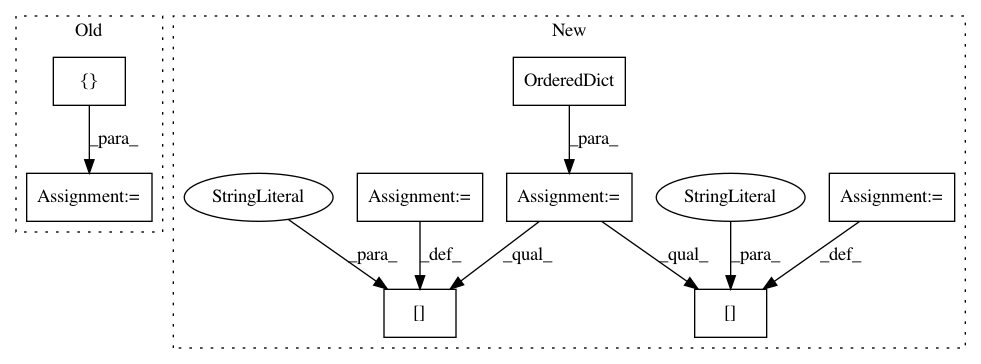 Old
New
{}
OrderedDict
_para_
_para_
Assignment:=
StringLiteral
Assignment:=
Assignment:=
StringLiteral
Assignment:=
_para_
_def_
_qual_
_qual_
_para_
_def_
[]
[]